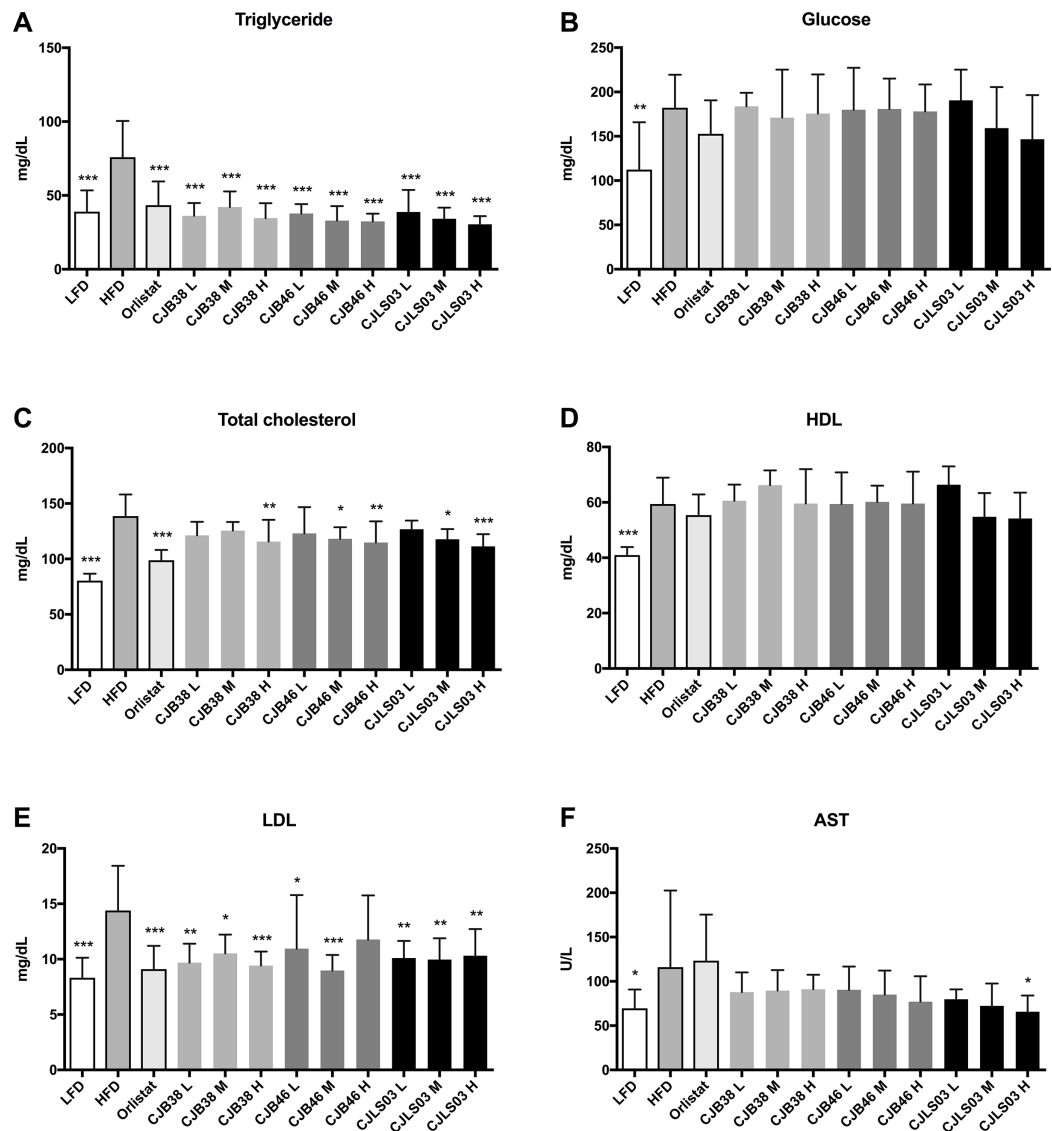 A Triglyceride
150
100
50
0
mg/dL
***
***
***
***
***
***
***
***
***
***
***
LFD
HFD
Orlistat
CJB38 L
CJB38 M
CJB38 H
CJB46 L
CJB46 M
CJB46 H
CJLS03 L
CJLS03 M
CJLS03 H
B Glucose
250
200
150
100
50
0
mg/dL
**
LFD
HFD
Orlistat
CJB38 L
CJB38 M
CJB38 H
CJB46 L
CJB46 M
CJB46 H
CJLS03 L
CJLS03 M
CJLS03 H
C Total cholesterol
200
150
100
50
0
mg/dL
***
***
**
*
**
*
***
LFD
HFD
Orlistat
CJB38 L
CJB38 M
CJB38 H
CJB46 L
CJB46 M
CJB46 H
CJLS03 L
CJLS03 M
CJLS03 H
D HDL
80
60
40
20
0
mg/dL
***
LFD
HFD
Orlistat
CJB38 L
CJB38 M
CJB38 H
CJB46 L
CJB46 M
CJB46 H
CJLS03 L
CJLS03 M
CJLS03 H
E LDL
20
15
10
5
0
mg/dL
***
***
**
*
***
*
***
**
**
**
LFD
HFD
Orlistat
CJB38 L
CJB38 M
CJB38 H
CJB46 L
CJB46 M
CJB46 H
CJLS03 L
CJLS03 M
CJLS03 H
F AST
250
200
150
100
50
0
U/L
*
*
LFD
HFD
Orlistat
CJB38 L
CJB38 M
CJB38 H
CJB46 L
CJB46 M
CJB46 H
CJLS03 L
CJLS03 M
CJLS03 H